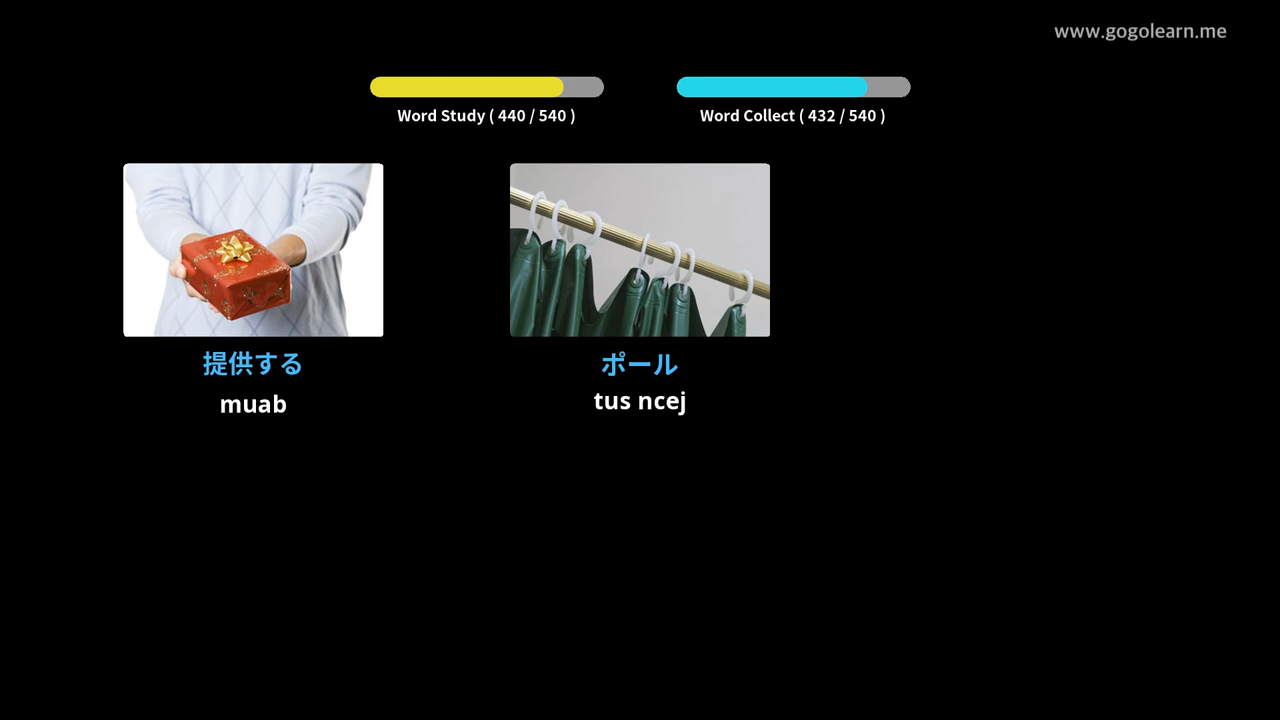 www.gogolearn.me
Word Study ( 440 / 540 )
Word Collect ( 432 / 540 )
提供する
muab
ポール
tus ncej